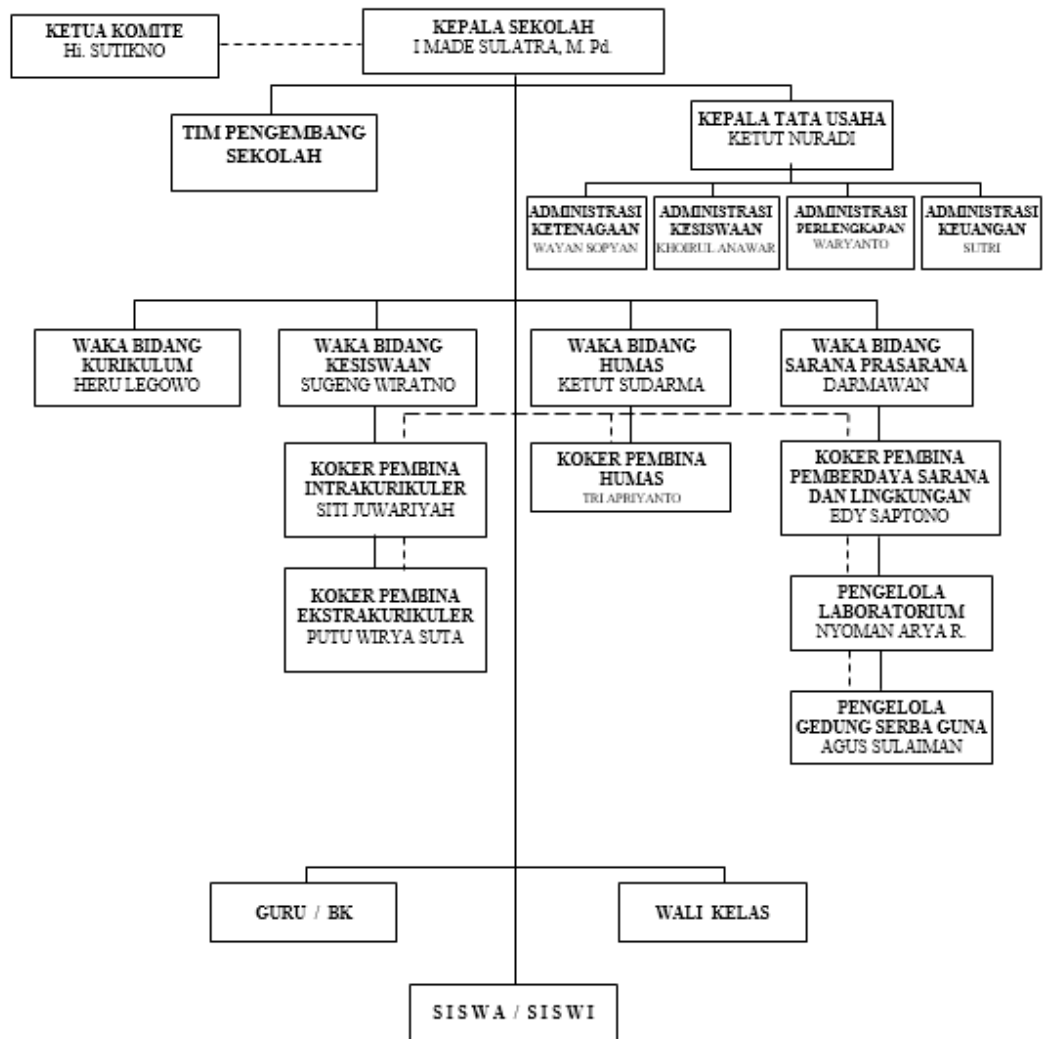 KETUA KOMITE
Hi. SUTIKNO
KEPALA SEKOLAH
I MADE SULATRA, M. Pd.
TIM PENGEMBANG
SEKOLAH
KEPALA TATA USAHA
KETUT NURADI
ADMINISTRASI
KETENAGAAN
WAYAN SOPYAN
ADMINISTRASI
KESISWAAN
KHOIRUL ANAWAR
ADMINISTRASI
PERLENGKAPAN
WARYANTO
ADMINISTRASI
KEUANGAN
SUTRI
WAKA BIDANG
KURIKULUM
HERU LEGOWO
WAKA BIDANG
KESISWAAN
SUGENG WIRATNO
WAKA BIDANG
HUMAS
KETUT SUDARMA
WAKA BIDANG
SARANA PRASARANA
DARMAWAN
KOKER PEMBINA
INTRAKURIKULER
SITI JUWARIYAH
KOKER PEMBINA
HUMAS
TRI APRIYANTO
KOKER PEMBINA
PEMBERDAYA SARANA
DAN LINGKUNGAN
EDY SAPTONO
KOKER PEMBINA
EKSTRAKURIKULER
PUTU WIRYA SUTA
PENGELOLA
LABORATORIUM
NYOMAN ARYA R.
PENGELOLA
GEDUNG SERBA GUNA
AGUS SULAIMAN
GURU / BK
WALI KELAS
SISWA / SISWI